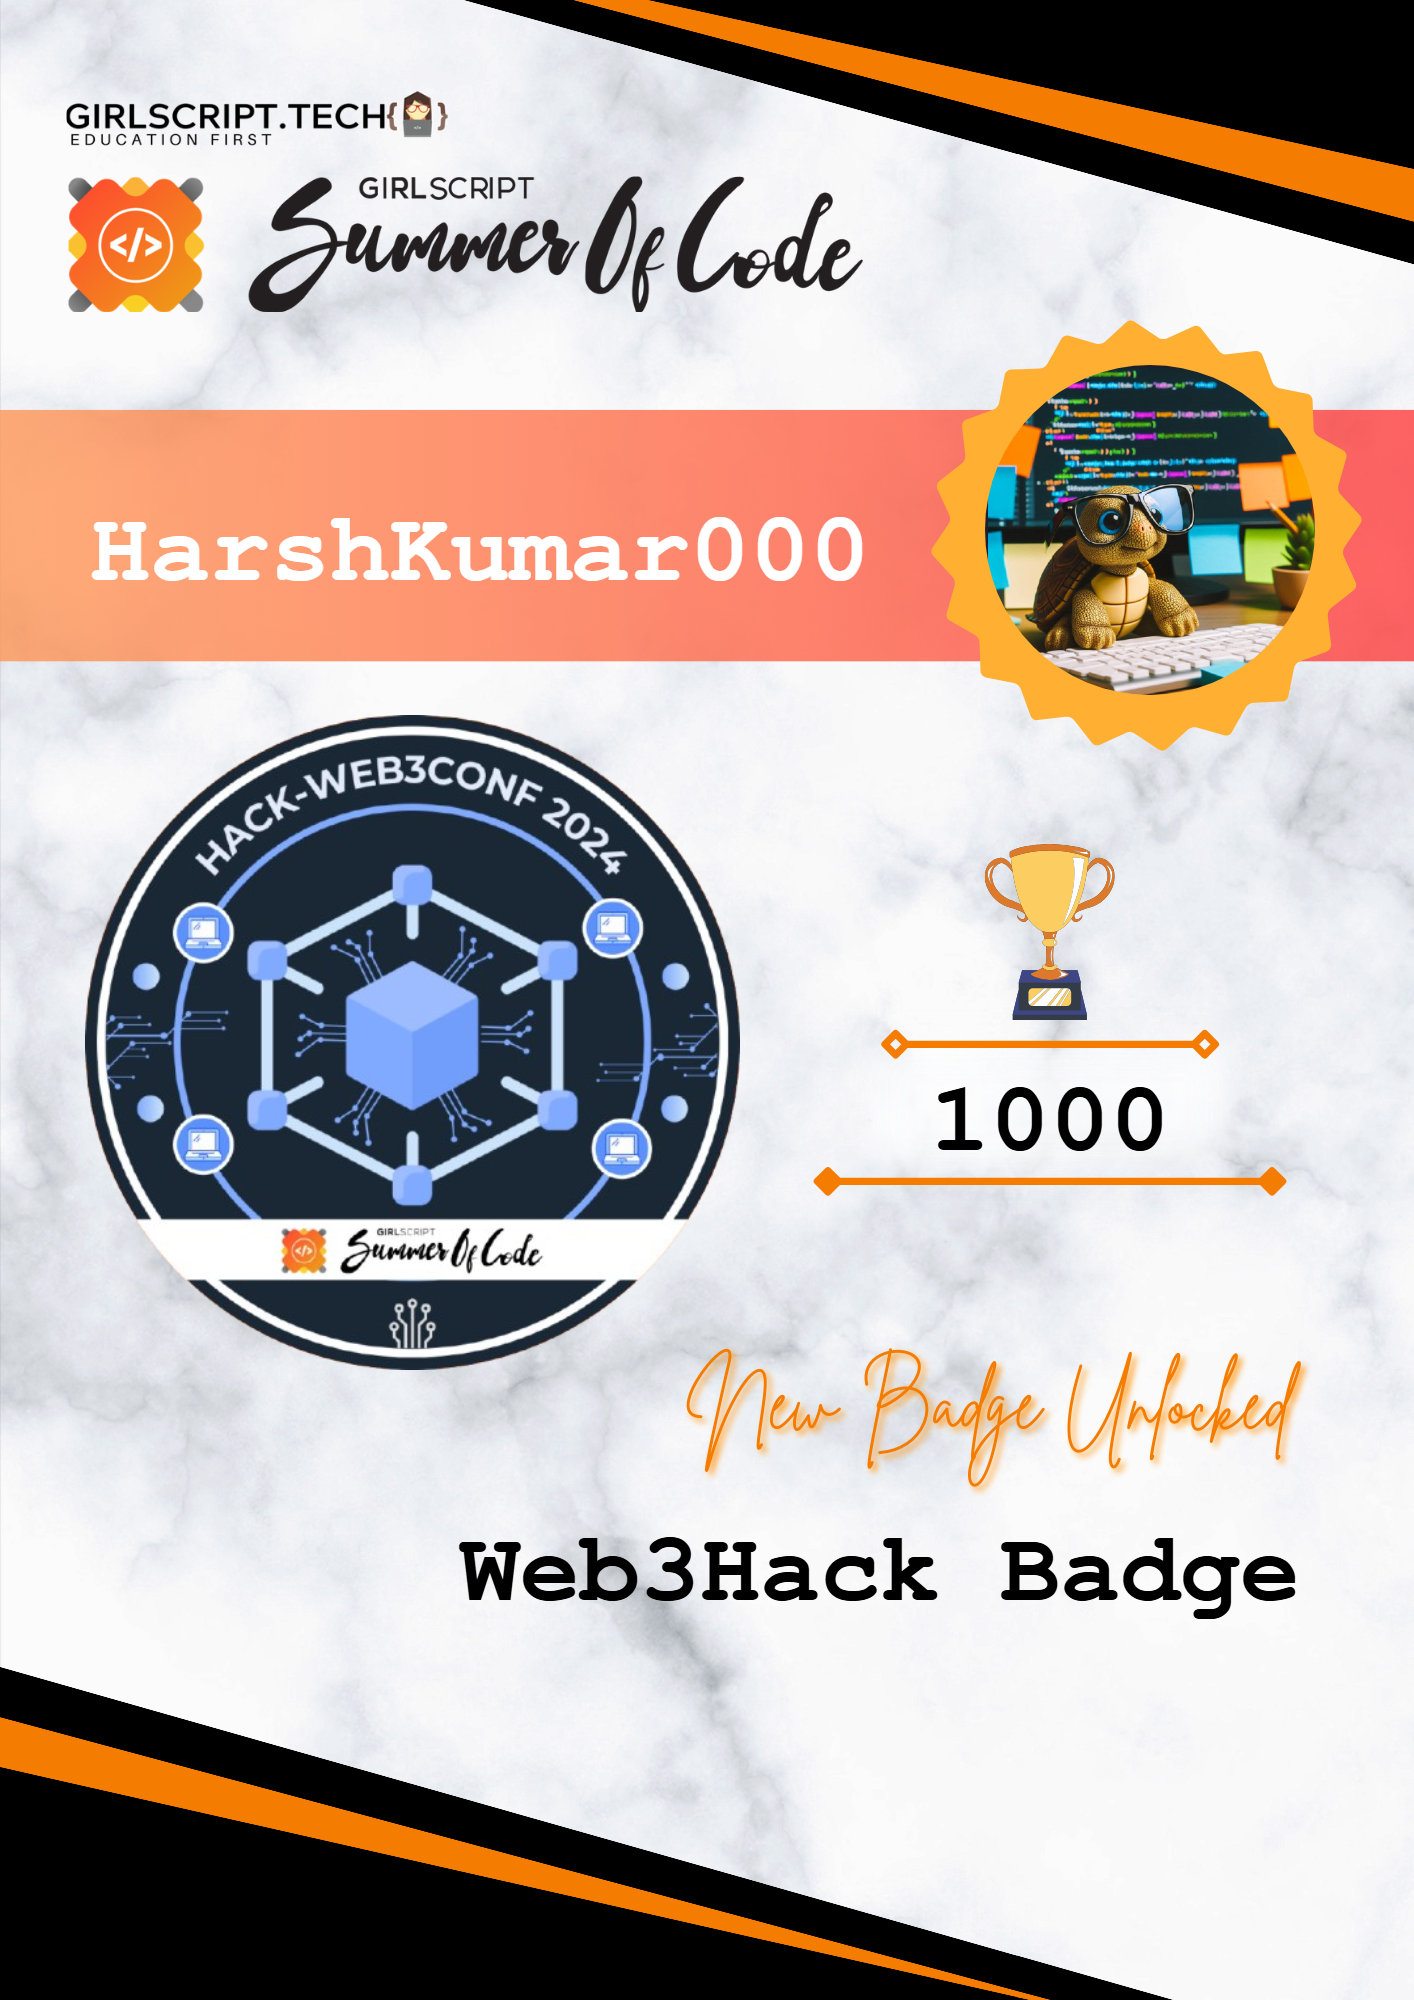 GIRLSCRIPT.TECH{ }
EDUCATION FIRST
</>
GIRLSCRIPT
Summer Of Code
HarshKumar000
HACK-WEB3CONF 2024
1000
</>
GIRLSCRIPT
Summer Of Code
New Badge Unlocked
Web3Hack Badge